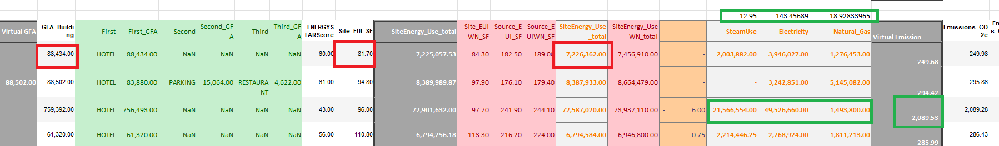 12.95 143.45689 18.92833965
Virtual GFA GFA_Buildi ng First First_GFA Second Second_GF A Third Third_GF A ENERGYS TARScore Site_EUI_SF SiteEnergy_Use_total Site_EUI WN_SF Source_E UI_SF Source_E UIWN_SF SiteEnergy_Use _total SiteEnergy_Use WN_total SteamUse Electricity Natural_Gas Virtual Emission Emissions_CO 2e
88,434.00 HOTEL 88,434.00 NaN NaN NaN NaN 60.00 81.70 7,225,057.53 84.30 182.50 189.00 7,226,362.00 7,456,910.00 - 2,003,882.00 3,946,027.00 1,276,453.00 249.68 249.98
88,502.00 88,502.00 HOTEL 83,880.00 PARKING 15,064.00 RESTAURA NT 4,622.00 61.00 94.80 8,389,989.87 97.90 176.10 179.40 8,387,933.00 8,664,479.00 - - 3,242,851.00 5,145,082.00 294.42 295.86
759,392.00 HOTEL 756,493.00 NaN NaN NaN NaN 43.00 96.00 72,901,632.00 97.70 241.90 244.10 72,587,020.00 73,937,110.00 - 6.00 21,566,554.00 49,526,660.00 1,493,800.00 2,089.53 2,089.28
61,320.00 HOTEL 61,320.00 NaN NaN NaN NaN 56.00 110.80 6,794,256.18 113.30 216.20 224.00 6,794,584.00 6,946,800.00 - 0.75 2,214,446.25 2,768,924.00 1,811,213.00 285.99 286.43